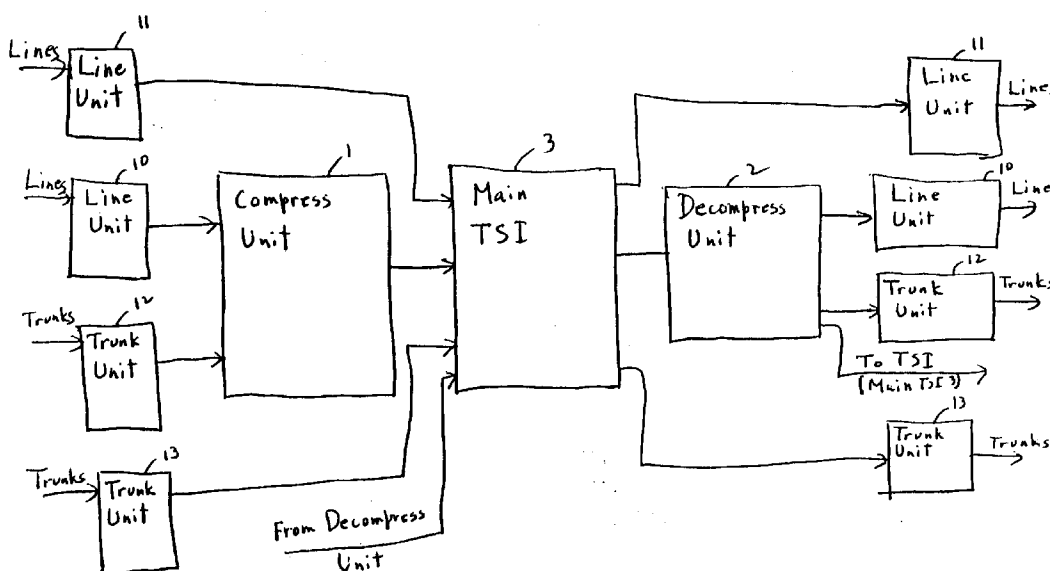 11
Lines
Line
Unit
10
Lines
Line
Unit
12
Trunks
Trunk
Unit
13
Trunks
Trunk
Unit
1
Compress
Unit
From Decompress
Unit
3
Main
TSI
2
Decompress
Unit
11
Line
Unit
Lines
10
Line
Unit
Line
12
Trunk
Unit
Trunks
To TSI
(Main TSI 3)
13
Trunk
Unit
Trunks